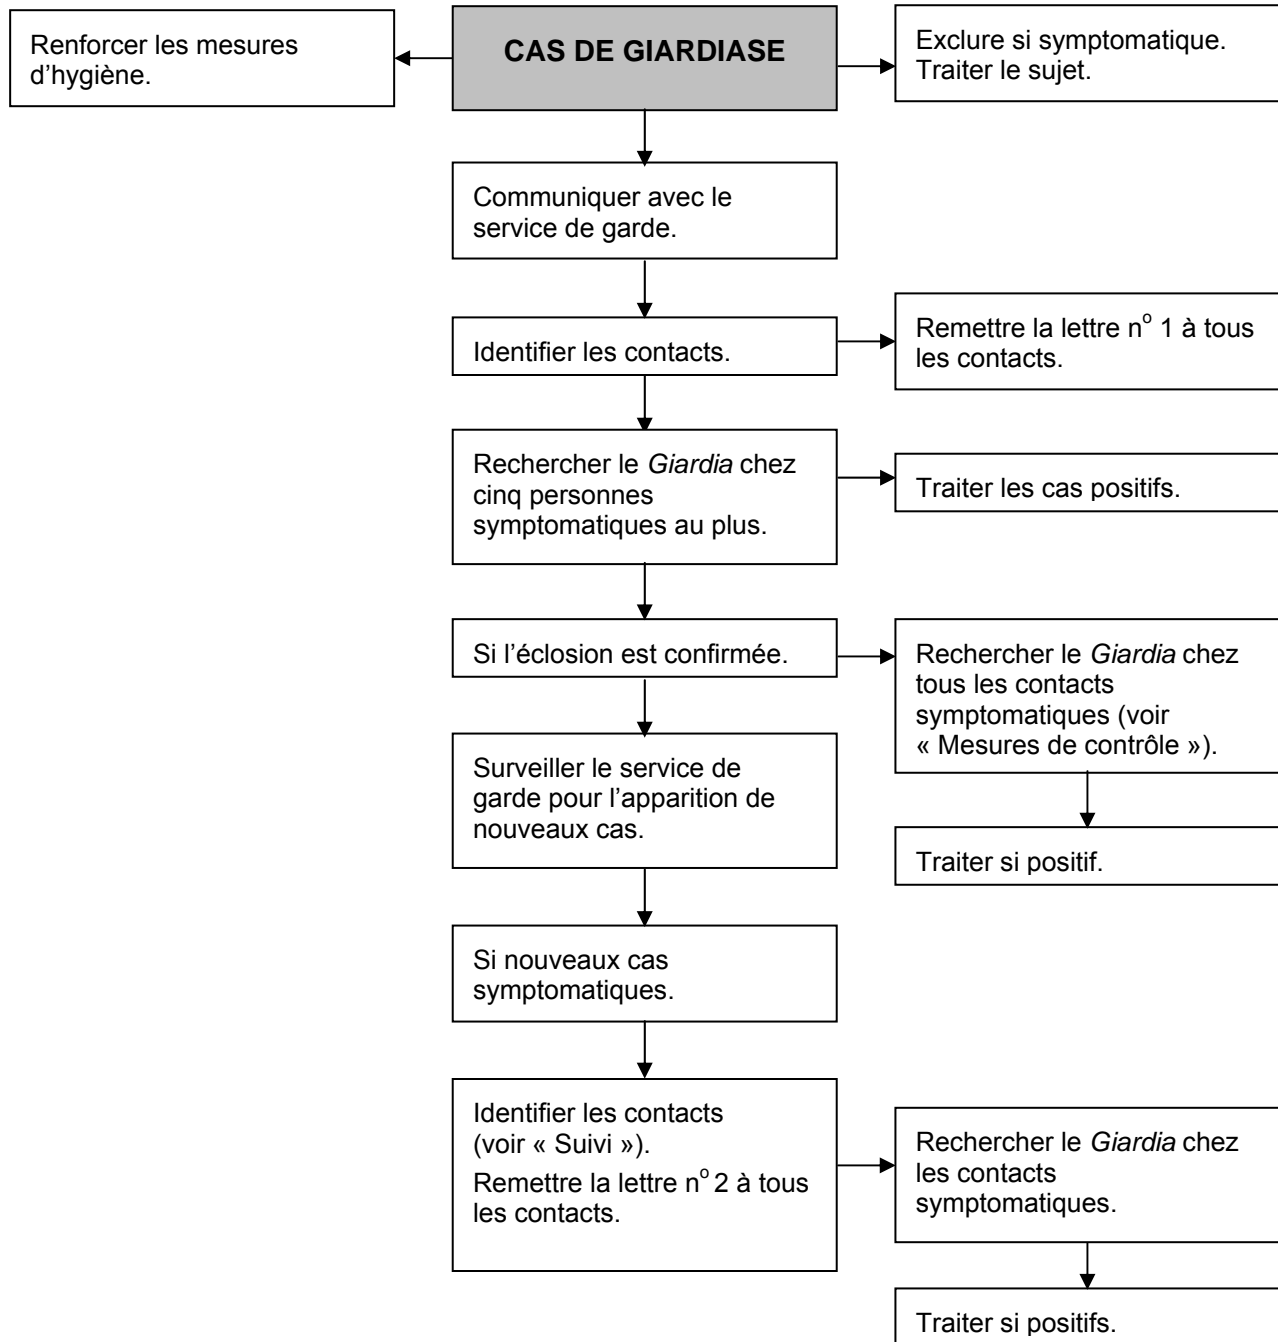 Renforcer les mesures
d’hygiène.
CAS DE GIARDIASE
Exclure si symptomatique.
Traiter le sujet.
Communiquer avec le
service de garde.
Identifier les contacts.
Remettre la lettre nº 1 à tous
les contacts.
Rechercher le Giardia chez
cinq personnes
symptomatiques au plus.
Traiter les cas positifs.
Si l’éclosion est confirmée.
Rechercher le Giardia chez
tous les contacts
symptomatiques (voir
« Mesures de contrôle »).
Surveiller le service de
garde pour l’apparition de
nouveaux cas.
Traiter si positif.
Si nouveaux cas
symptomatiques.
Identifier les contacts
(voir « Suivi »).
Remettre la lettre nº 2 à tous
les contacts.
Rechercher le Giardia chez
les contacts
symptomatiques.
Traiter si positifs.